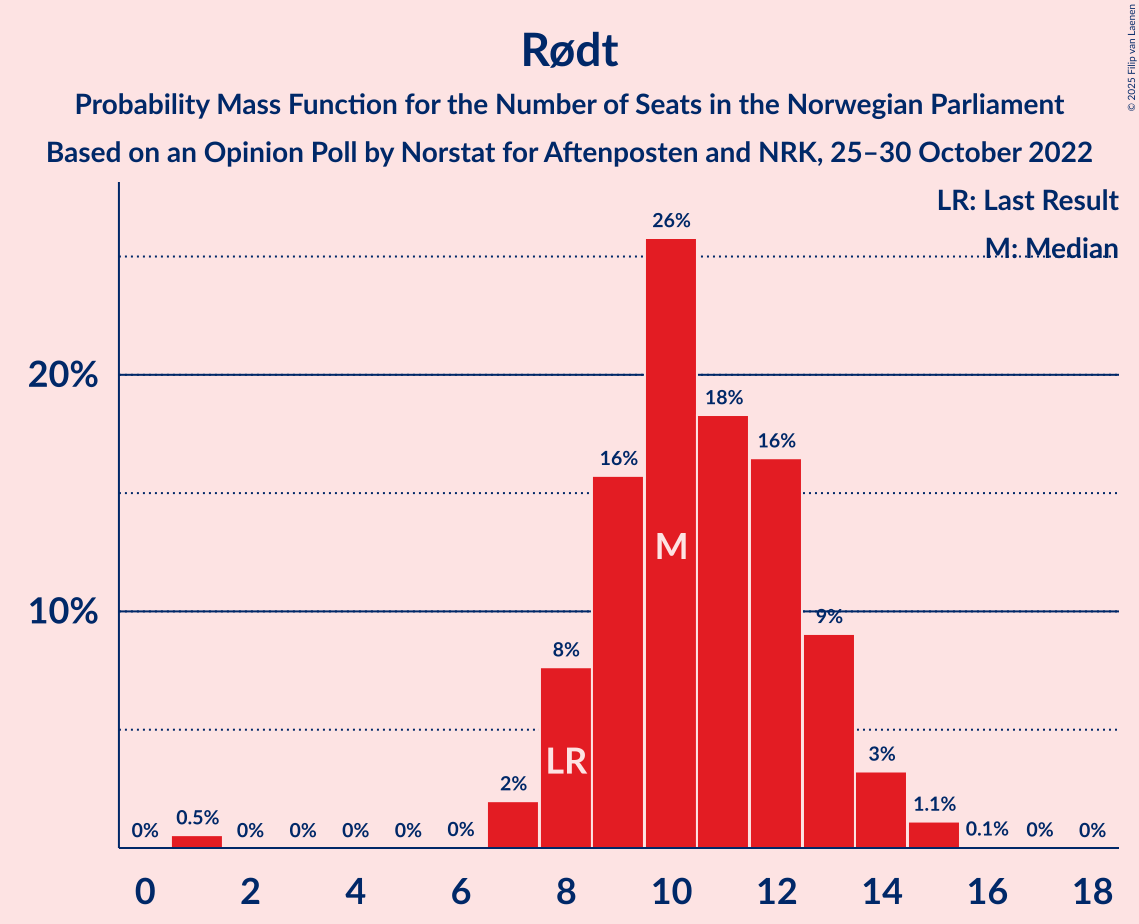 Rødt
Probability Mass Function for the Number of Seats in the Norwegian Parliament
Based on an Opinion Poll by Norstat for Aftenposten and NRK, 25–30 October 2022
© 2025 Filip van Laenen
LR: Last Result
M: Median
20%
10%
0%
0.5%
0%
0%
0%
0%
0%
2%
8%
16%
26%
18%
16%
9%
3%
1.1%
0.1%
0%
0%
LR
M
0 2 4 6 8 10 12 14 16 18